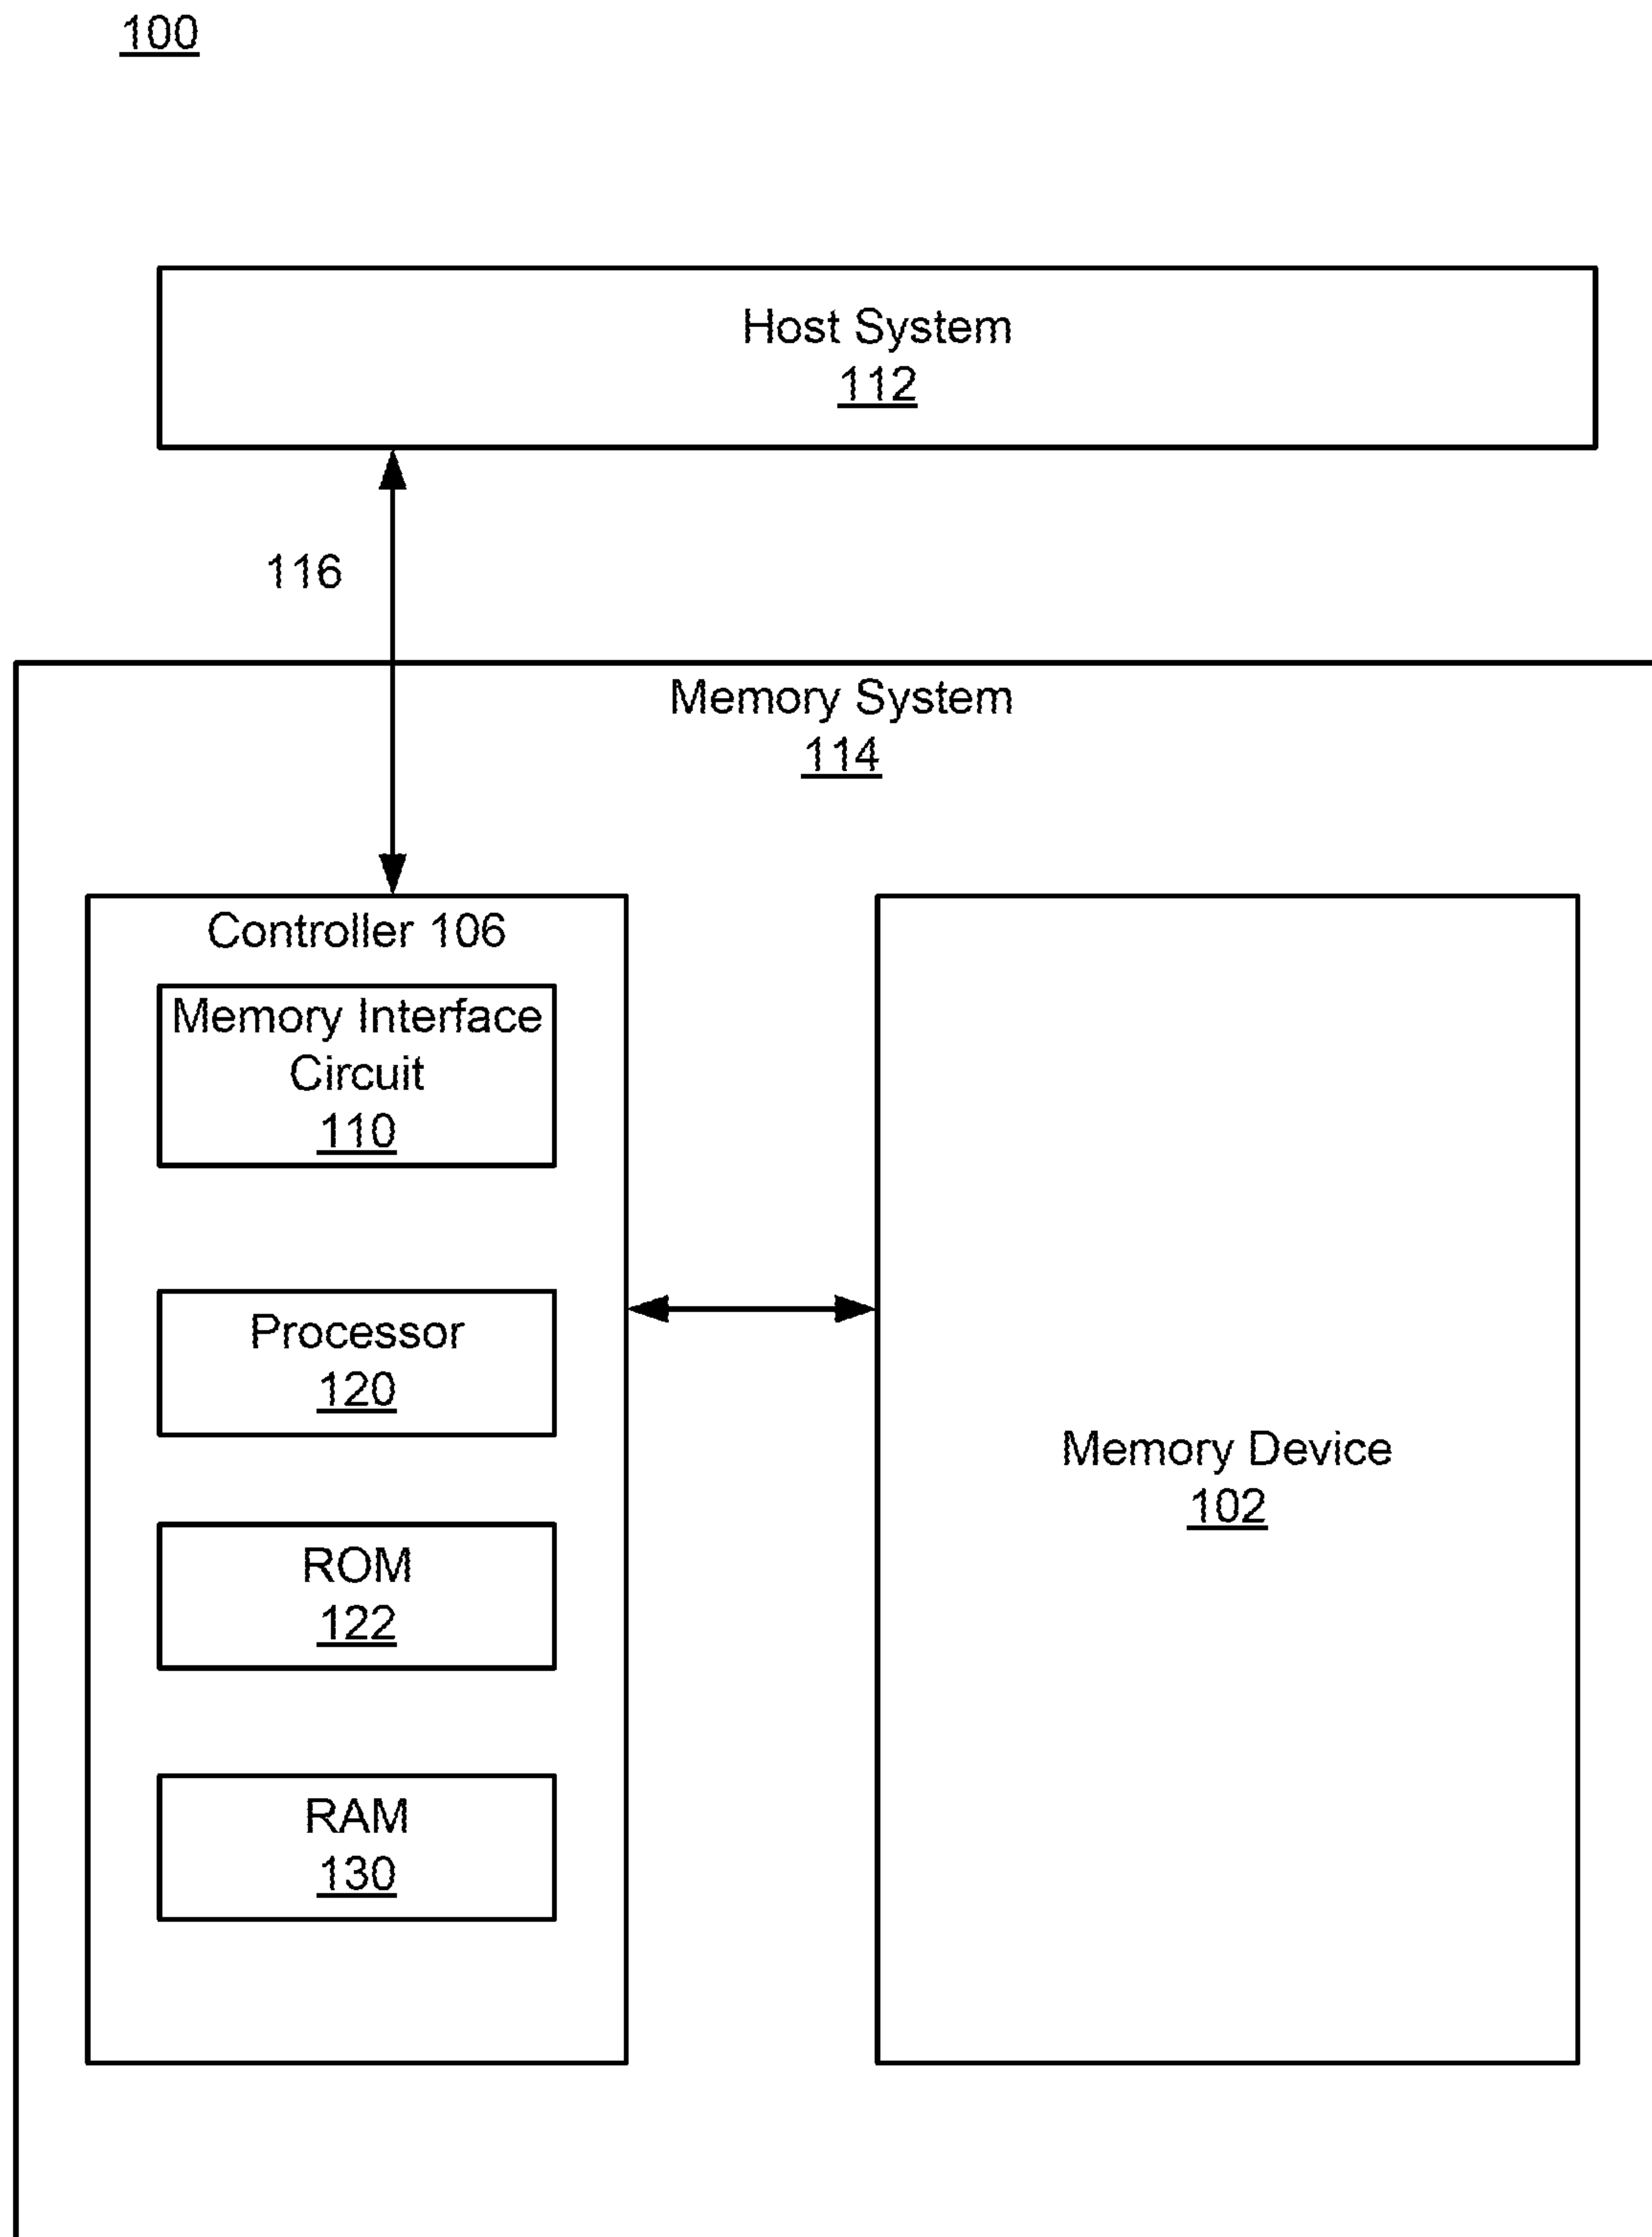 100
Host System
112
116
Memory System
114
Controller 106
Memory Interface
Circuit
110
Processor
120
ROM
122
RAM
130
Memory Device
102